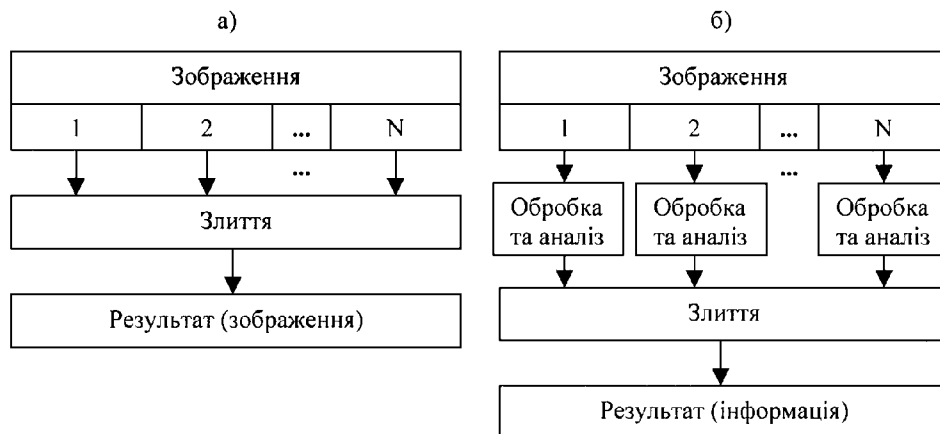 а)
Зображення
1 2 ... N
...
Злиття
Результат (зображення)
б)
Зображення
1 2 ... N
...
Обробка
та аналіз
Обробка
та аналіз
Обробка
та аналіз
Злиття
Результат (інформація)